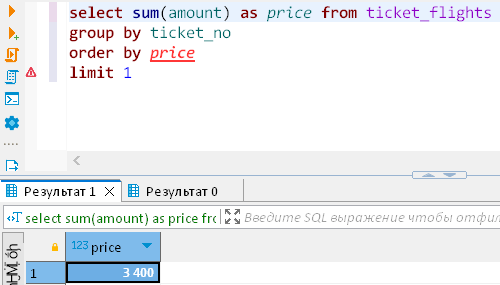 select sum(amount) as price from ticket_flights
group by ticket_no
order by price
limit 1
Результат 1
Результат 0
select sum(amount) as price fro
Введите SQL выражение чтобы отфил
123 price
1
3 400